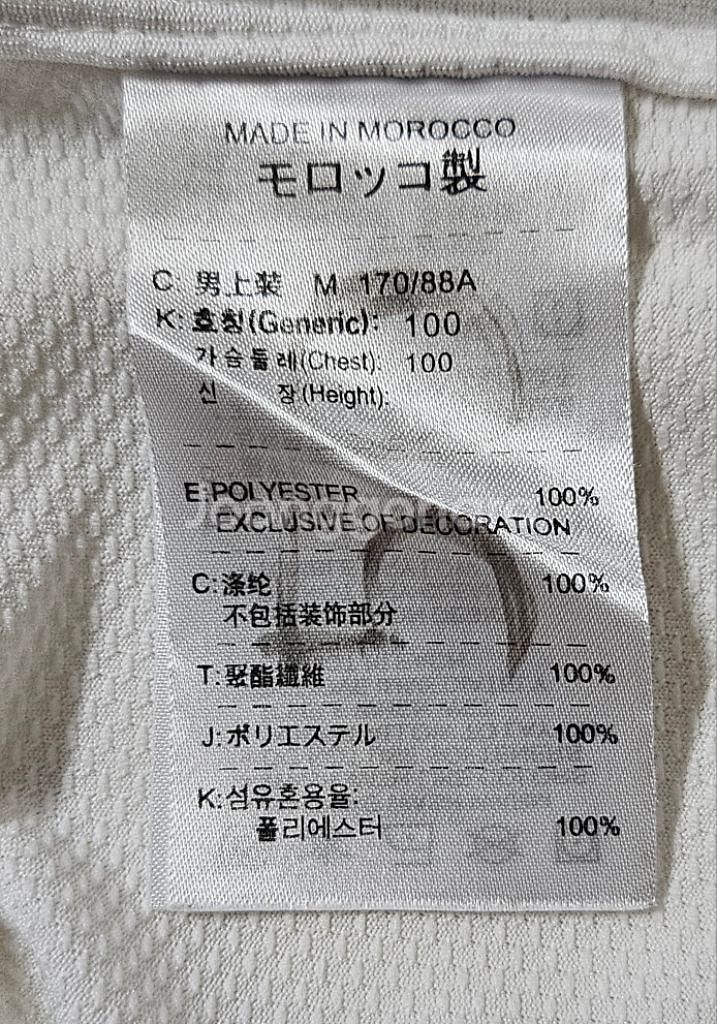 MADE IN MOROCCO
モロッコ製
C: 男上装 M 170/88A
K: 호칭(Generic): 100
가슴둘레(Chest): 100
신 장(Height):
E:POLYESTER 100%
EXCLUSIVE OF DECORATION
C:涤纶 100%
不包括装饰部分
T:聚酯纖維 100%
J:ポリエステル 100%
K:섬유혼용율:
폴리에스터 100%